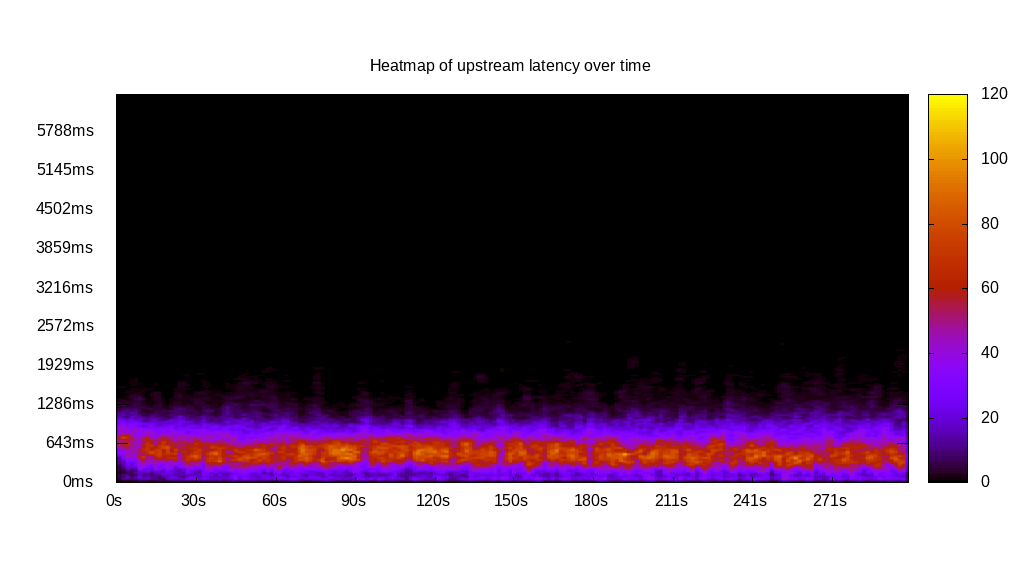 Heatmap of upstream latency over time
5788ms
5145ms
4502ms
3859ms
3216ms
2572ms
1929ms
1286ms
643ms
0ms
0s 30s 60s 90s 120s 150s 180s 211s 241s 271s
120
100
80
60
40
20
0